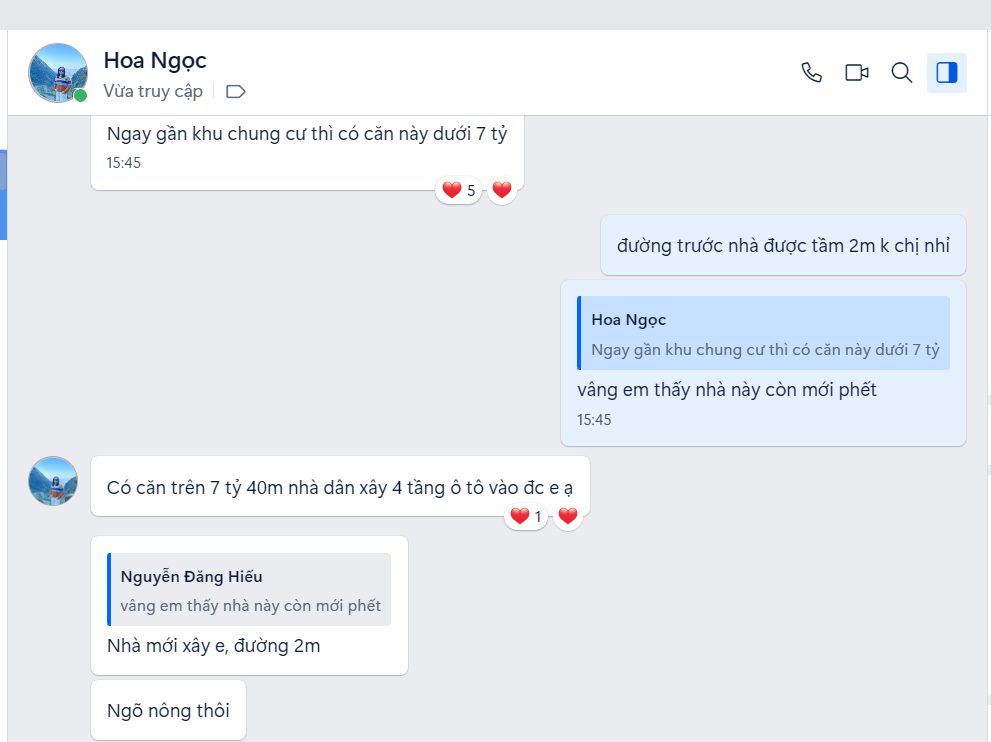 Hoa Ngọc
Vừa truy cập
Ngay gần khu chung cư thì có căn này dưới 7 tỷ
15:45
5
đường trước nhà được tầm 2m k chị nhỉ
Hoa Ngọc
Ngay gần khu chung cư thì có căn này dưới 7 tỷ
vâng em thấy nhà này còn mới phết
15:45
Có căn trên 7 tỷ 40m nhà dân xây 4 tầng ô tô vào đc e ạ
1
Nguyễn Đăng Hiếu
vâng em thấy nhà này còn mới phết
Nhà mới xây e, đường 2m
Ngõ nông thôi